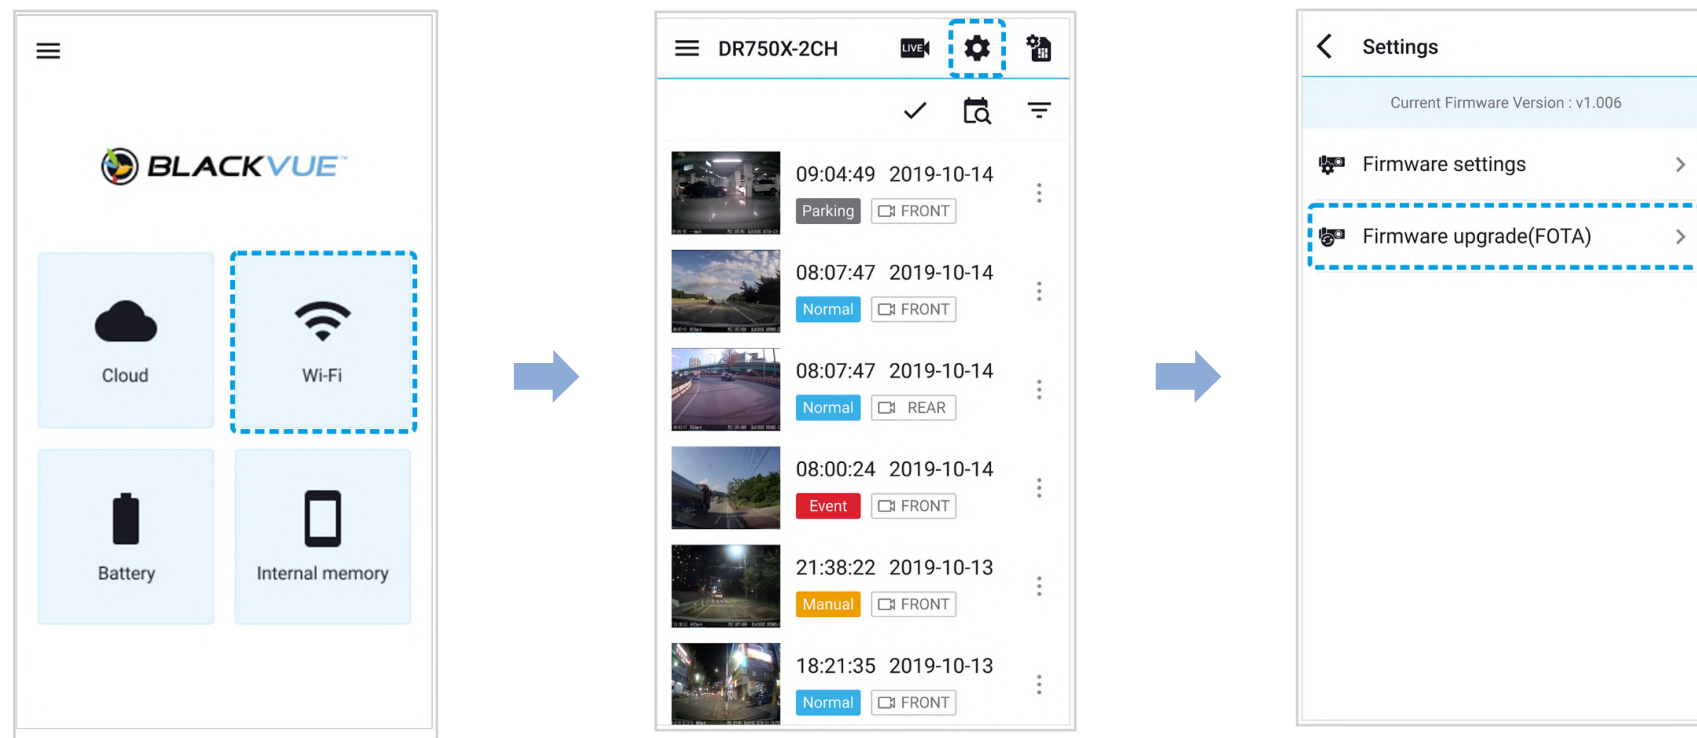 BLACKVUE™
Cloud
Wi-Fi
Battery
Internal memory
DR750X-2CH
LIVE
09:04:49 2019-10-14
Parking FRONT
08:07:47 2019-10-14
Normal FRONT
08:07:47 2019-10-14
Normal REAR
08:00:24 2019-10-14
Event FRONT
21:38:22 2019-10-13
Manual FRONT
18:21:35 2019-10-13
Normal FRONT
Settings
Current Firmware Version : v1.006
Firmware settings
Firmware upgrade(FOTA)